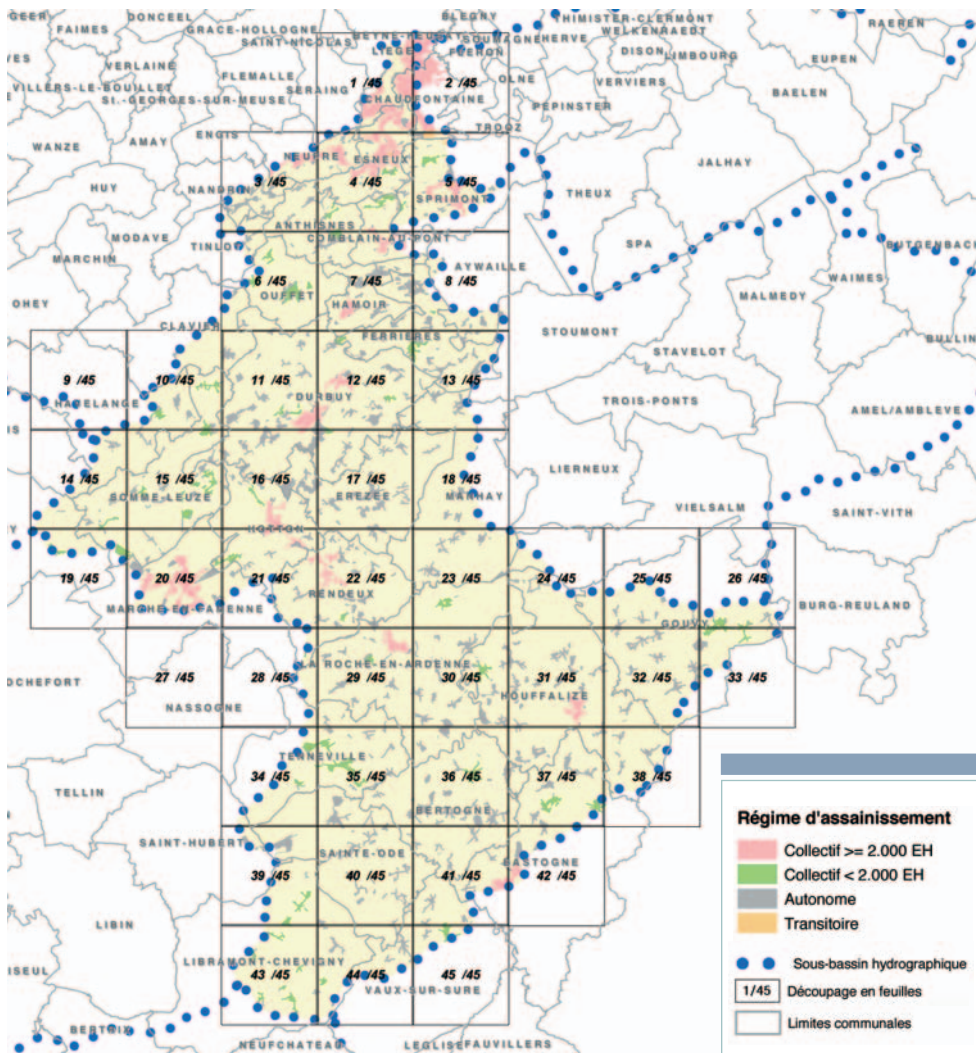 GEER
FAIMES
DONCEEL
GRACE-HOLLOGNE
SAINT-NICOLAS
BEYNE-HEUSAY
BLEGNY
SOUMAGNE
HERVE
THIMISTER-CLERMONT
WELKENRAEDT
RAEREN
LIEGE
FLERON
DISON
LIMBOURG
EUPEN
VERLAINE
VILLERS-LE-BOUILLET
FLEMALLE
SERAING
1 /45
2 /45
OLNE
VERVIERS
BAELEN
ST-GEORGES-SUR-MEUSE
CHAUDFONTAINE
PEPINSTER
WANZE
AMAY
ENGIS
TROOZ
NEUPRE
ESNEUX
JALHAY
HUY
NANDRIN
3 /45
4 /45
5 /45
SPRIMONT
THEUX
MODAVE
TINLOT
ANTHISNES
COMBLAIN-AU-PONT
SPA
MARCHIN
AYWAILLE
BUTGENBACH
WAIMES
6 /45
7 /45
8 /45
OUFFET
HAMOIR
MALMEDY
OHEY
CLAVIER
FERRIERES
STOUMONT
STAVELOT
BULLIN
9 /45
10 /45
11 /45
12 /45
13 /45
HAVELANGE
DURBUY
TROIS-PONTS
AMEL/AMBLEVE
14 /45
15 /45
16 /45
17 /45
18 /45
SOMME-LEUZE
EREZEE
MANHAY
LIERNEUX
HOTTON
VIELSALM
SAINT-VITH
19 /45
20 /45
21 /45
22 /45
23 /45
24 /45
25 /45
26 /45
RENDEUX
MARCHE-EN-FAMENNE
BURG-REULAND
GOUVY
LA ROCHE-EN-ARDENNE
OCHEFORT
27 /45
28 /45
29 /45
30 /45
31 /45
32 /45
33 /45
NASSOGNE
HOUFFALIZE
TENNEVILLE
34 /45
35 /45
36 /45
37 /45
38 /45
TELLIN
BERTOGNE
SAINT-HUBERT
SAINTE-ODE
BASTOGNE
39 /45
40 /45
41 /45
42 /45
LIBIN
LIBRAMONT-CHEVIGNY
43 /45
44 /45
45 /45
VAUX-SUR-SURE
BERTRIX
NEUFCHATEAU
LEGLISE
FAUVILLERS
Régime d'assainissement
Collectif >= 2.000 EH
Collectif < 2.000 EH
Autonome
Transitoire
Sous-bassin hydrographique
1/45 Découpage en feuilles
Limites communales